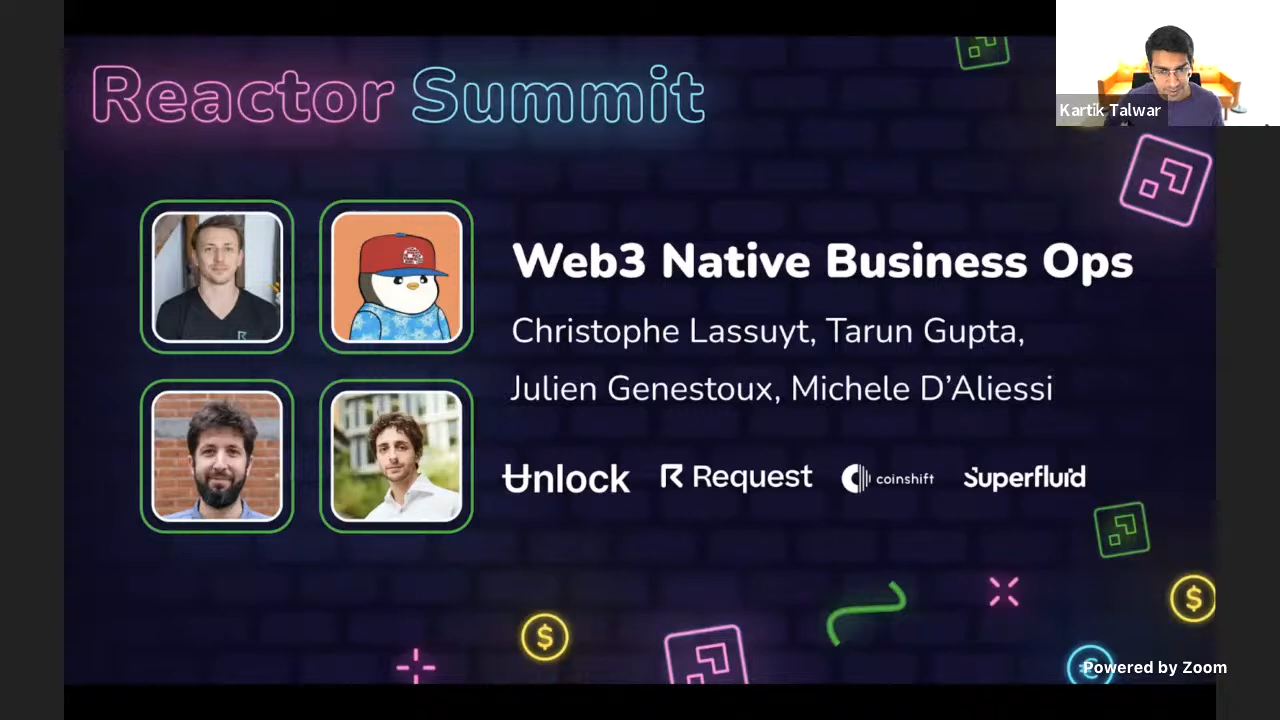 Reactor Summit
Kartik Talwar
Web3 Native Business Ops
Christophe Lassuyt, Tarun Gupta,
Julien Genestoux, Michele D’Aliessi
Unlock Request coinshift Superfluid
$
$
Powered by Zoom